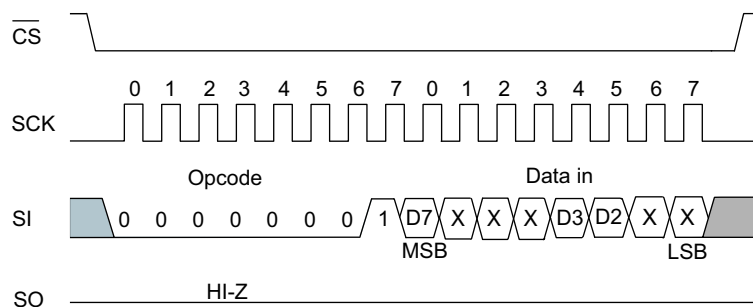 CS
0 1 2 3 4 5 6 7 0 1 2 3 4 5 6 7
SCK
Opcode Data in
SI 0 0 0 0 0 0 0 1 D7 X X X D3 D2 X X
MSB LSB
HI-Z
SO